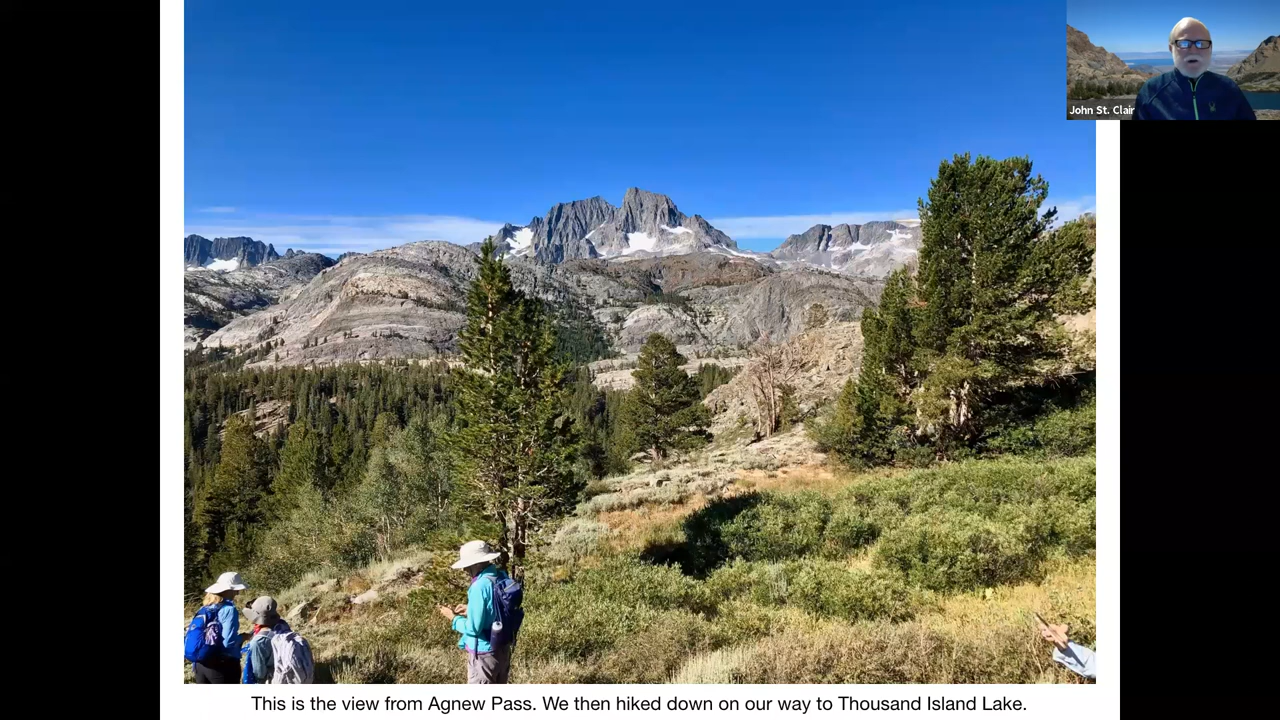 John St. Clair
This is the view from Agnew Pass. We then hiked down on our way to Thousand Island Lake.